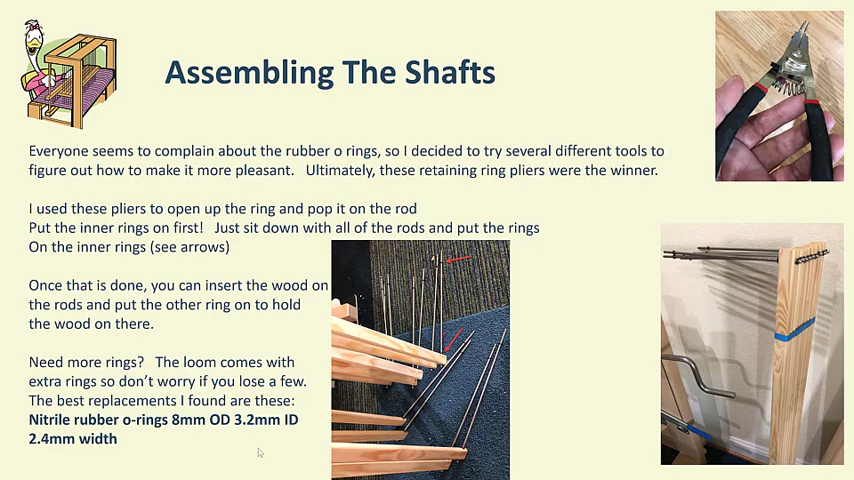 Assembling The Shafts
Everyone seems to complain about the rubber o rings, so I decided to try several different tools to
figure out how to make it more pleasant.   Ultimately, these retaining ring pliers were the winner.
I used these pliers to open up the ring and pop it on the rod
Put the inner rings on first!   Just sit down with all of the rods and put the rings
On the inner rings (see arrows)
Once that is done, you can insert the wood on
the rods and put the other ring on to hold
the wood on there.
Need more rings?   The loom comes with
extra rings so don't worry if you lose a few.
The best replacements I found are these:
Nitrile rubber o-rings 8mm OD 3.2mm ID
2.4mm width